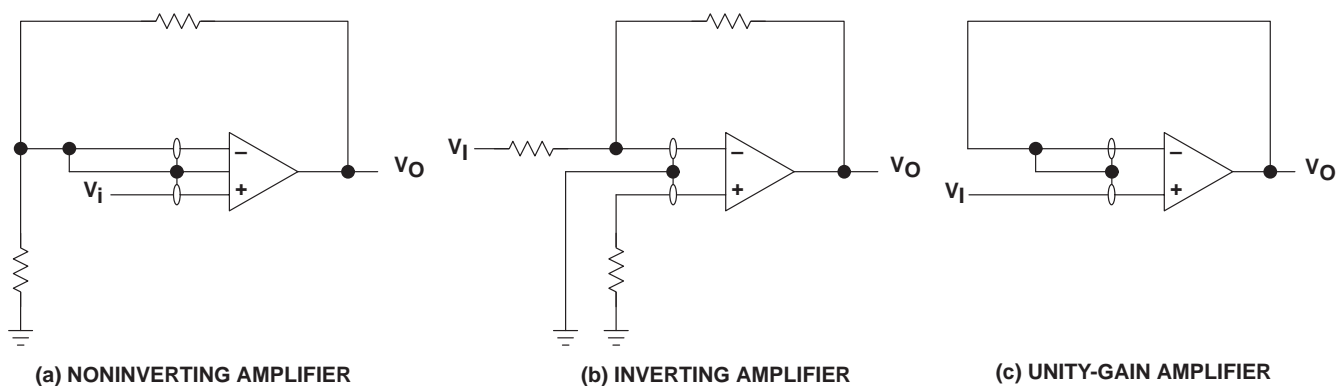 V_i
−
+
V_O
(a) NONINVERTING AMPLIFIER
V_I
−
+
V_O
(b) INVERTING AMPLIFIER
V_I
−
+
V_O
(c) UNITY-GAIN AMPLIFIER